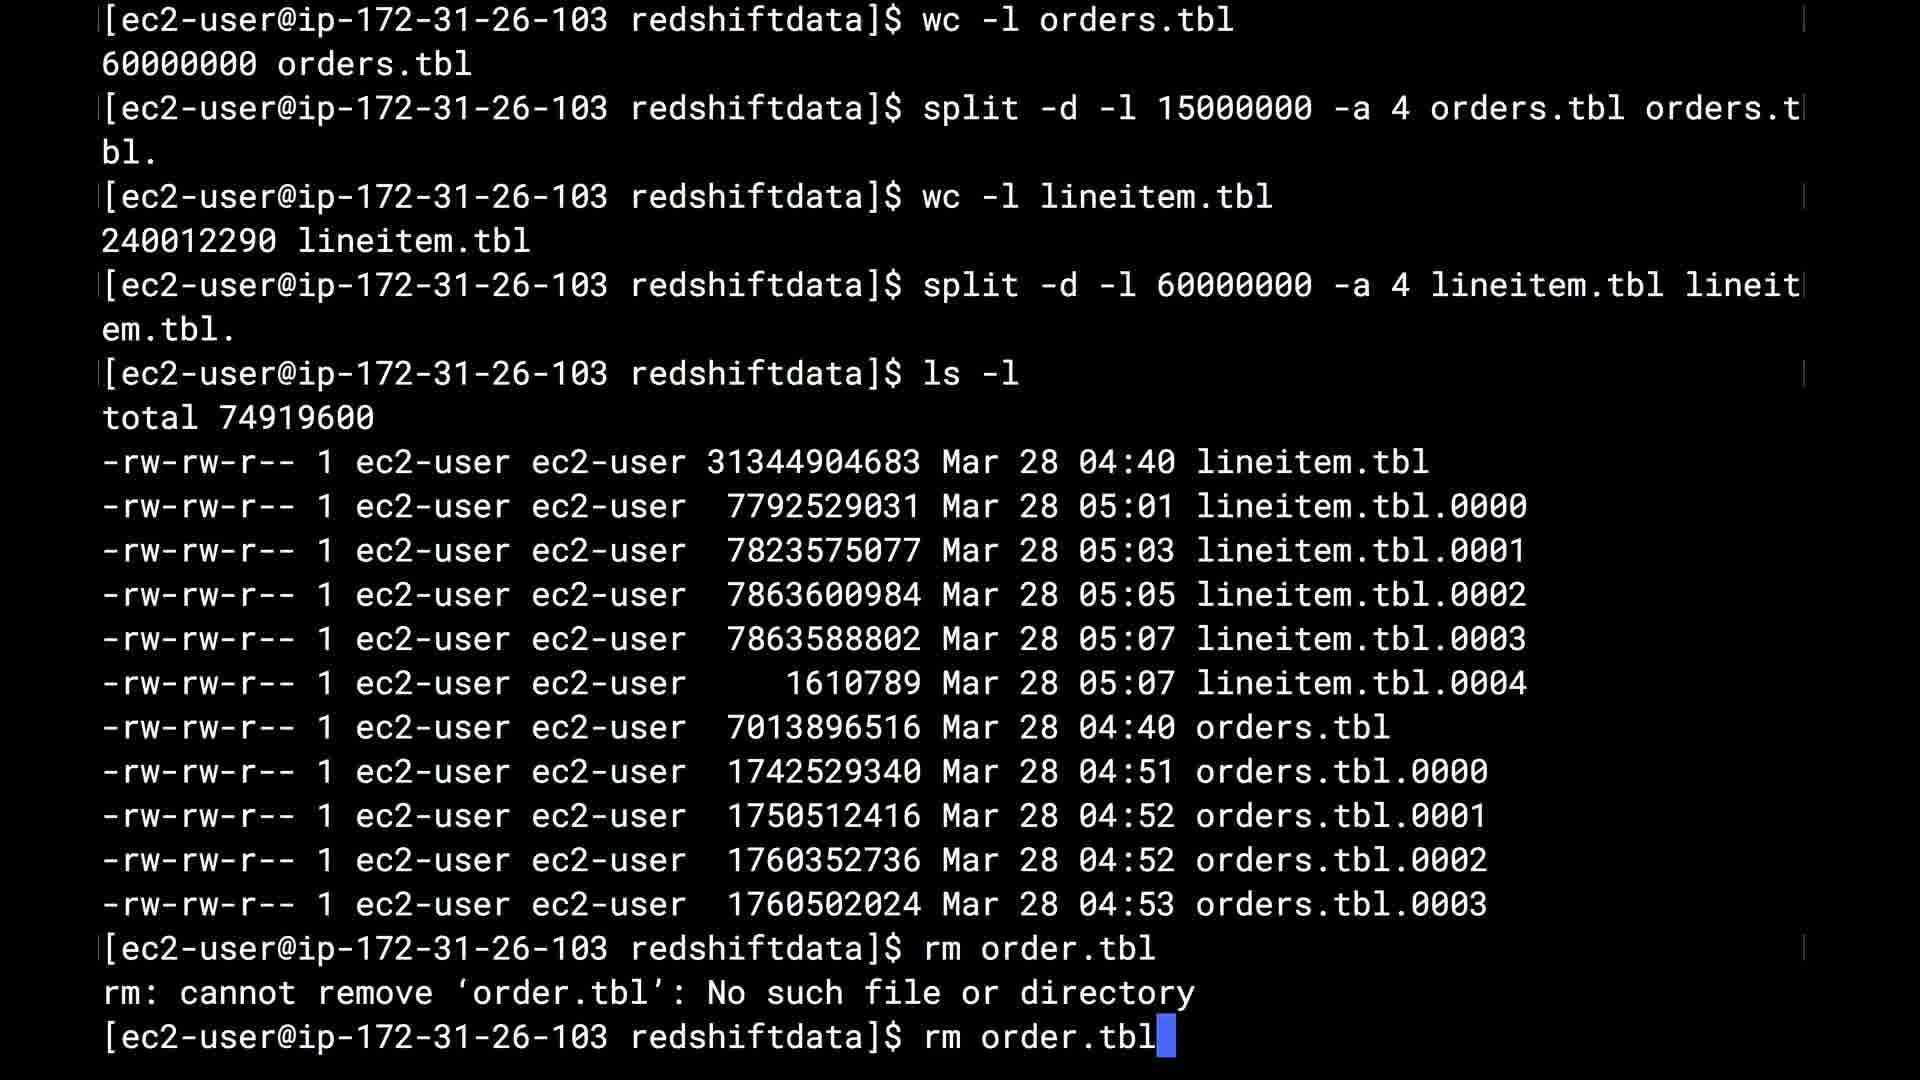 [ec2-user@ip-172-31-26-103 redshiftdata]$ wc -l orders.tbl
60000000 orders.tbl
[ec2-user@ip-172-31-26-103 redshiftdata]$ split -d -l 15000000 -a 4 orders.tbl orders.t
bl.
[ec2-user@ip-172-31-26-103 redshiftdata]$ wc -l lineitem.tbl
240012290 lineitem.tbl
[ec2-user@ip-172-31-26-103 redshiftdata]$ split -d -l 60000000 -a 4 lineitem.tbl lineit
em.tbl.
[ec2-user@ip-172-31-26-103 redshiftdata]$ ls -l
total 74919600
-rw-rw-r-- 1 ec2-user ec2-user 31344904683 Mar 28 04:40 lineitem.tbl
-rw-rw-r-- 1 ec2-user ec2-user  7792529031 Mar 28 05:01 lineitem.tbl.0000
-rw-rw-r-- 1 ec2-user ec2-user  7823575077 Mar 28 05:03 lineitem.tbl.0001
-rw-rw-r-- 1 ec2-user ec2-user  7863600984 Mar 28 05:05 lineitem.tbl.0002
-rw-rw-r-- 1 ec2-user ec2-user  7863588802 Mar 28 05:07 lineitem.tbl.0003
-rw-rw-r-- 1 ec2-user ec2-user     1610789 Mar 28 05:07 lineitem.tbl.0004
-rw-rw-r-- 1 ec2-user ec2-user  7013896516 Mar 28 04:40 orders.tbl
-rw-rw-r-- 1 ec2-user ec2-user  1742529340 Mar 28 04:51 orders.tbl.0000
-rw-rw-r-- 1 ec2-user ec2-user  1750512416 Mar 28 04:52 orders.tbl.0001
-rw-rw-r-- 1 ec2-user ec2-user  1760352736 Mar 28 04:52 orders.tbl.0002
-rw-rw-r-- 1 ec2-user ec2-user  1760502024 Mar 28 04:53 orders.tbl.0003
[ec2-user@ip-172-31-26-103 redshiftdata]$ rm order.tbl
rm: cannot remove ‘order.tbl’: No such file or directory
[ec2-user@ip-172-31-26-103 redshiftdata]$ rm order.tbl